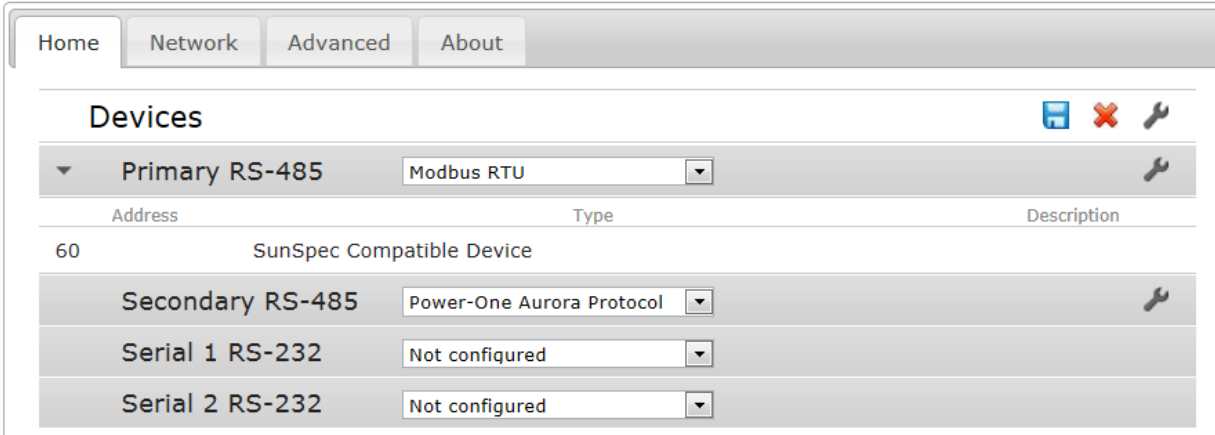 Home Network Advanced About
Devices
Primary RS-485 Modbus RTU
Address Type Description
60 SunSpec Compatible Device
Secondary RS-485 Power-One Aurora Protocol
Serial 1 RS-232 Not configured
Serial 2 RS-232 Not configured